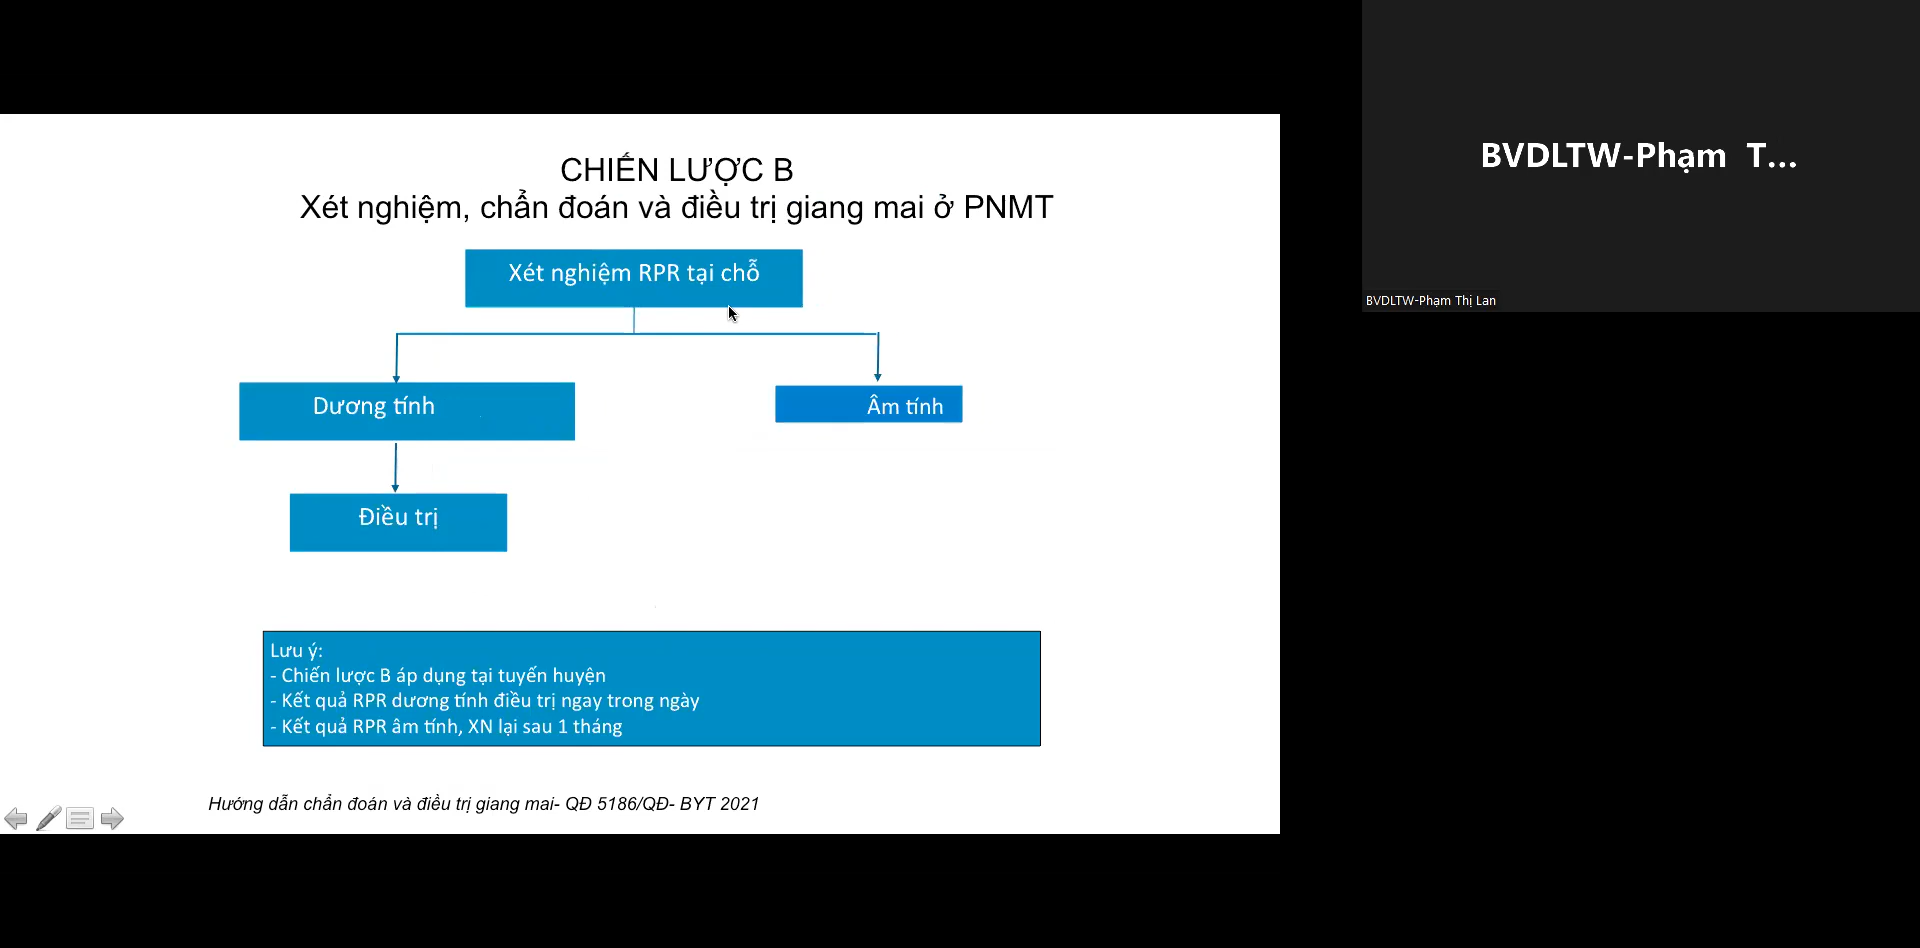 CHIẾN LƯỢC B
Xét nghiệm, chẩn đoán và điều trị giang mai ở PNMT
Xét nghiệm RPR tại chỗ
Dương tính
Âm tính
Điều trị
Lưu ý:
- Chiến lược B áp dụng tại tuyến huyện
- Kết quả RPR dương tính điều trị ngay trong ngày
- Kết quả RPR âm tính, XN lại sau 1 tháng
Hướng dẫn chẩn đoán và điều trị giang mai- QĐ 5186/QĐ- BYT 2021
BVDLTW-Phạm T...
BVDLTW-Phạm Thị Lan